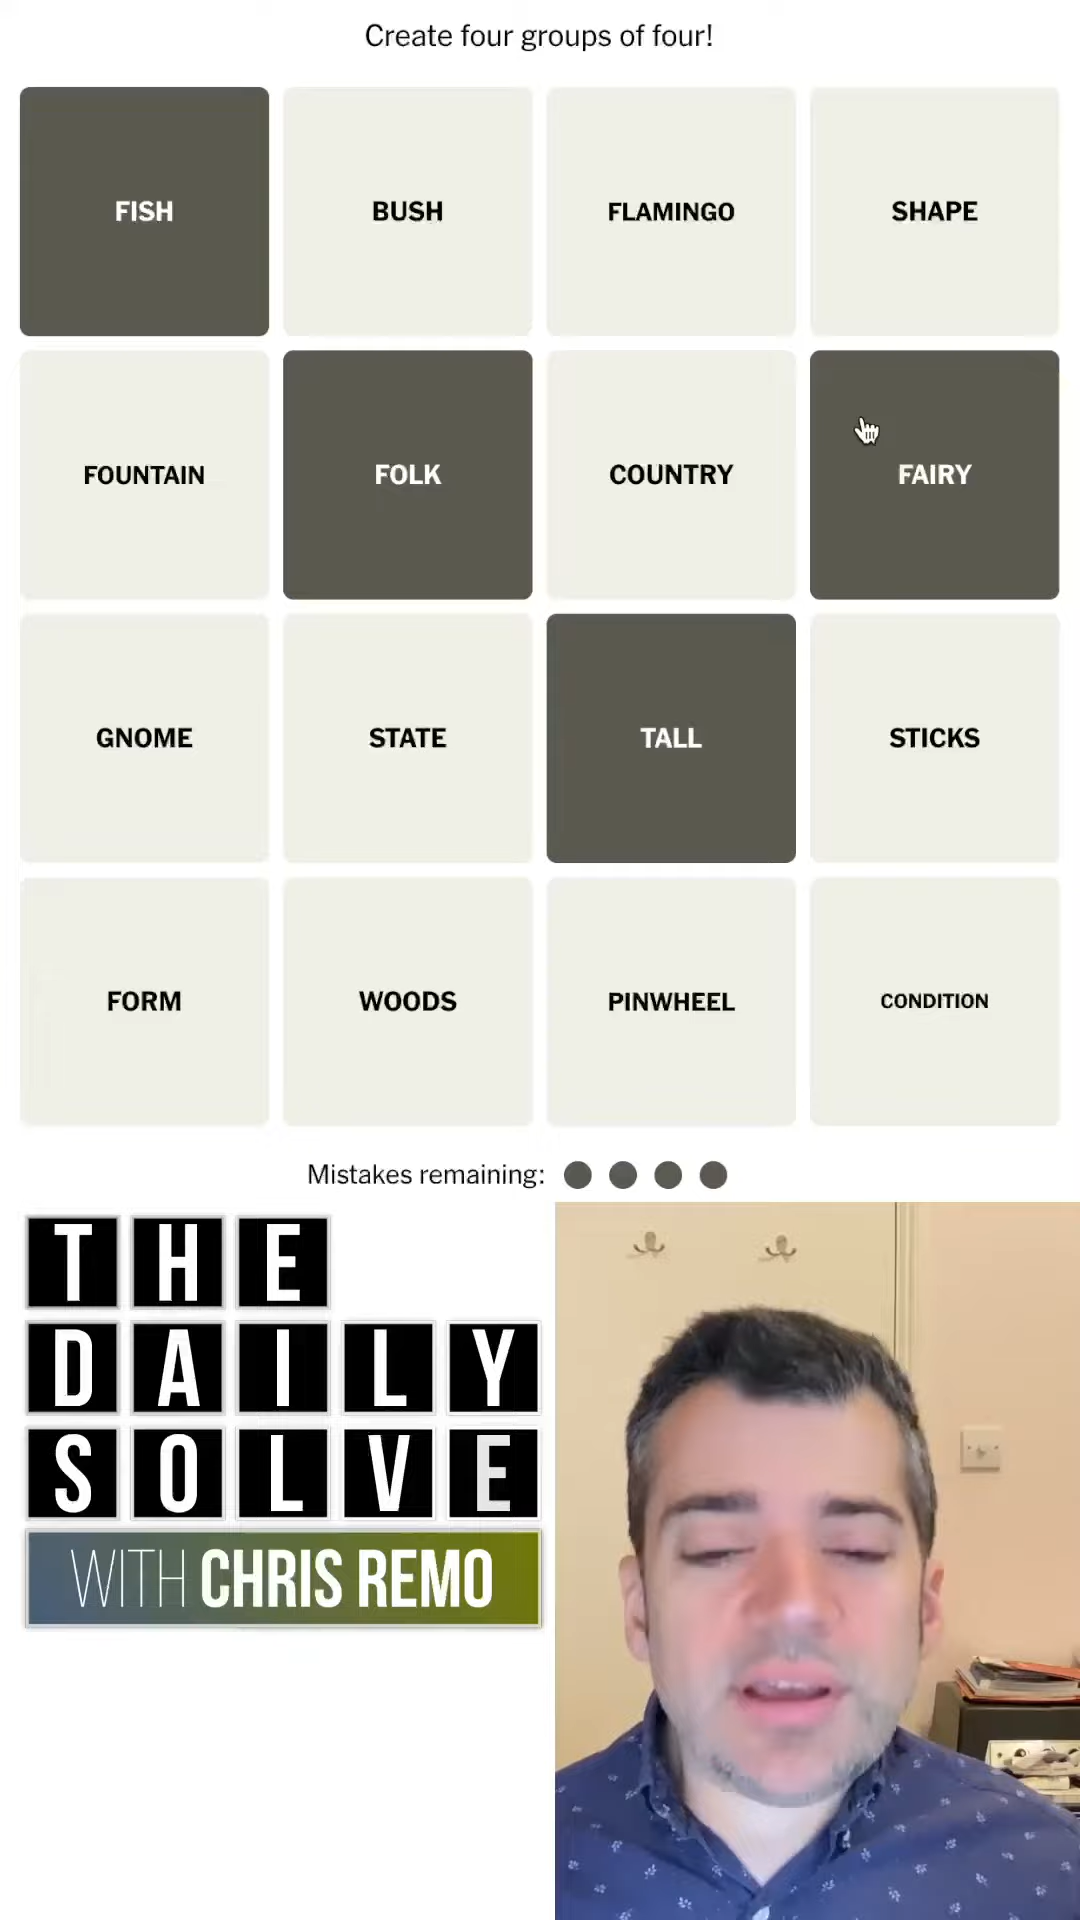 Create four groups of four!
FISH BUSH FLAMINGO SHAPE
FOUNTAIN FOLK COUNTRY FAIRY
GNOME STATE TALL STICKS
FORM WOODS PINWHEEL CONDITION
Mistakes remaining:
THE
DAILY
SOLVE
WITH CHRIS REMO